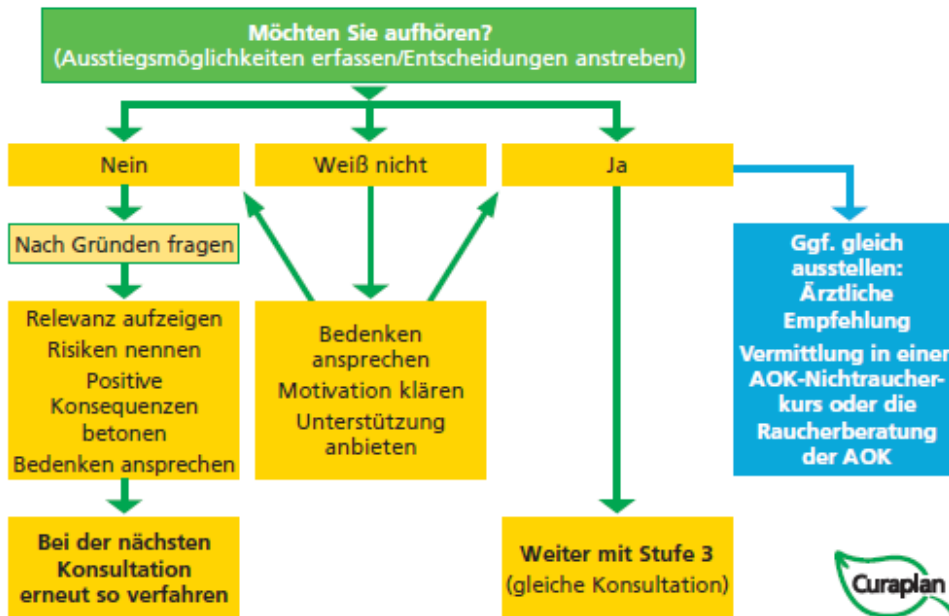 Möchten Sie aufhören?
(Ausstiegsmöglichkeiten erfassen/Entscheidungen anstreben)
Nein
Weiß nicht
Ja
Nach Gründen fragen
Relevanz aufzeigen
Risiken nennen
Positive
Konsequenzen
betonen
Bedenken ansprechen
Bedenken
ansprechen
Motivation klären
Unterstützung
anbieten
Ggf. gleich
ausstellen:
Ärztliche
Empfehlung
Vermittlung in einen
AOK-Nichtraucher-
kurs oder die
Raucherberatung
der AOK
Bei der nächsten
Konsultation
erneut so verfahren
Weiter mit Stufe 3
(gleiche Konsultation)
Curaplan